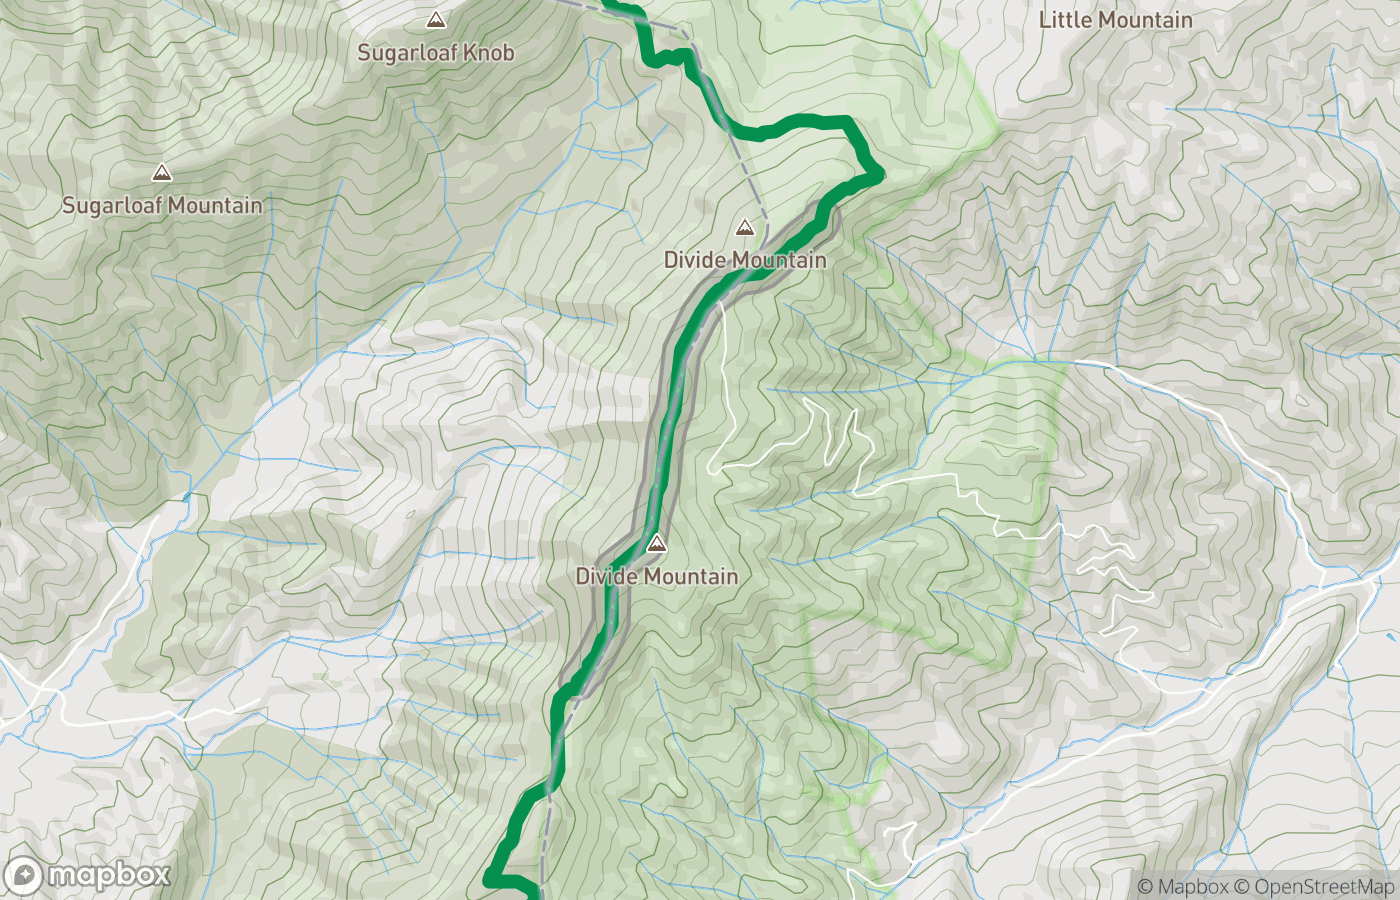 Little Mountain
Sugarloaf Knob
Sugarloaf Mountain
Divide Mountain
Divide Mountain
mapbox
© Mapbox © OpenStreetMap